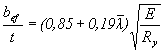 b_ef / t = (0,85 + 0,19λ̄) √(E / R_y)